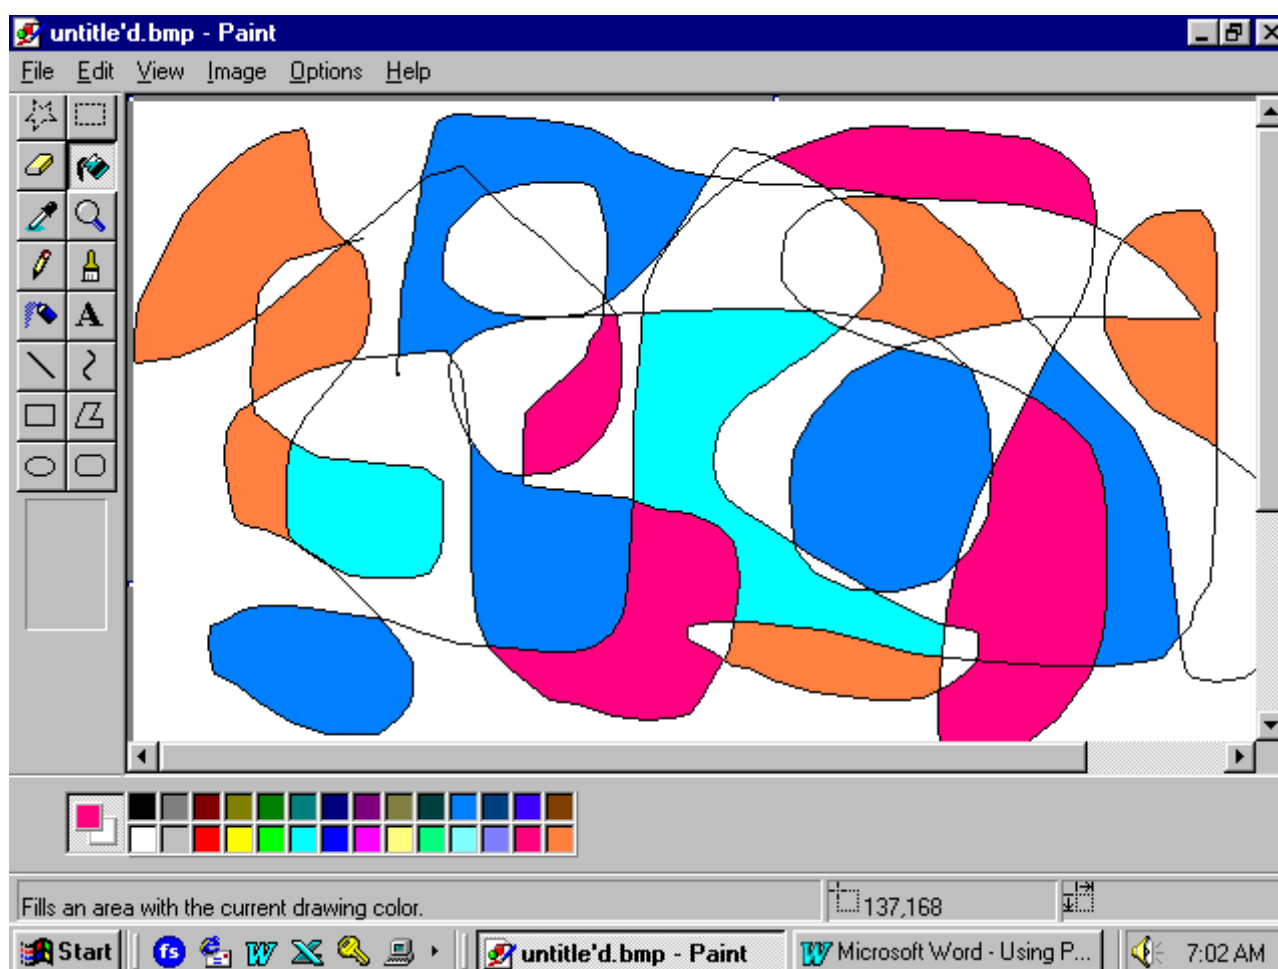 untitle'd.bmp - Paint
File Edit View Image Options Help
A
Fills an area with the current drawing color.
137,168
Start fs W X untitle'd.bmp - Paint W Microsoft Word - Using P... 7:02 AM